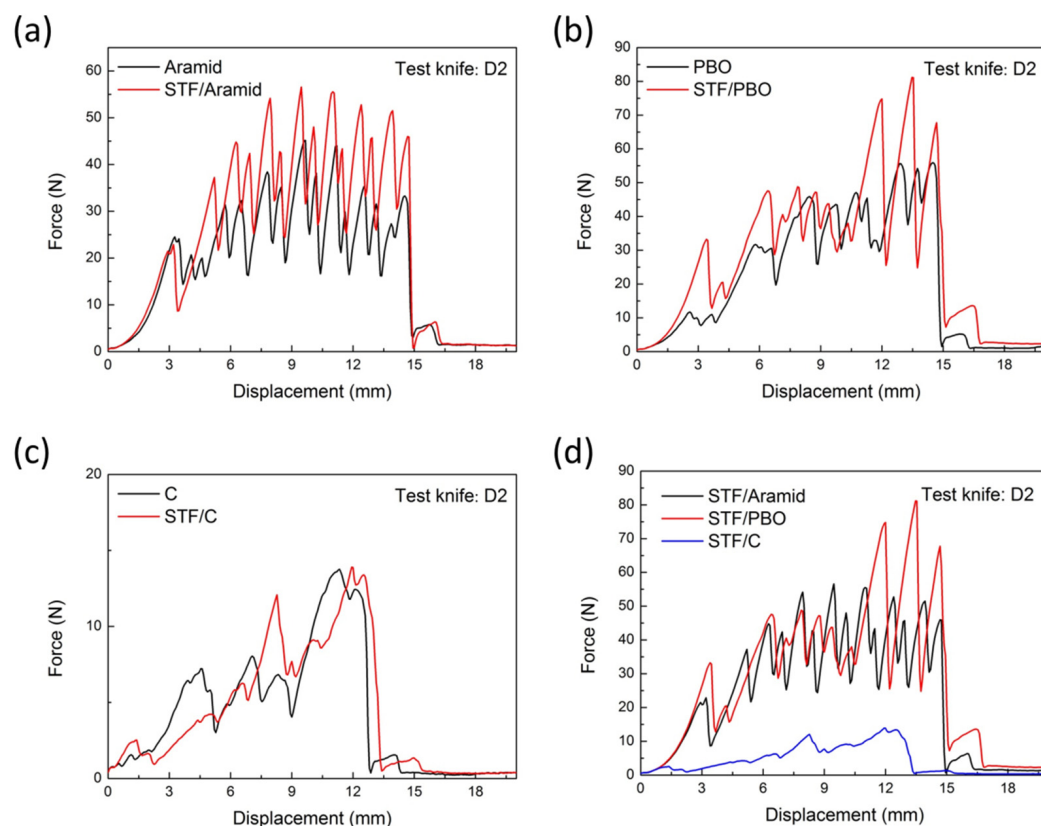 (a)
Aramid
STF/Aramid
Test knife: D2
60
50
40
30
20
10
0
Force (N)
0 3 6 9 12 15 18
Displacement (mm)
(b)
PBO
STF/PBO
Test knife: D2
90
80
70
60
50
40
30
20
10
0
Force (N)
0 3 6 9 12 15 18
Displacement (mm)
(c)
C
STF/C
Test knife: D2
20
10
0
Force (N)
0 3 6 9 12 15 18
Displacement (mm)
(d)
STF/Aramid
STF/PBO
STF/C
Test knife: D2
90
80
70
60
50
40
30
20
10
0
Force (N)
0 3 6 9 12 15 18
Displacement (mm)